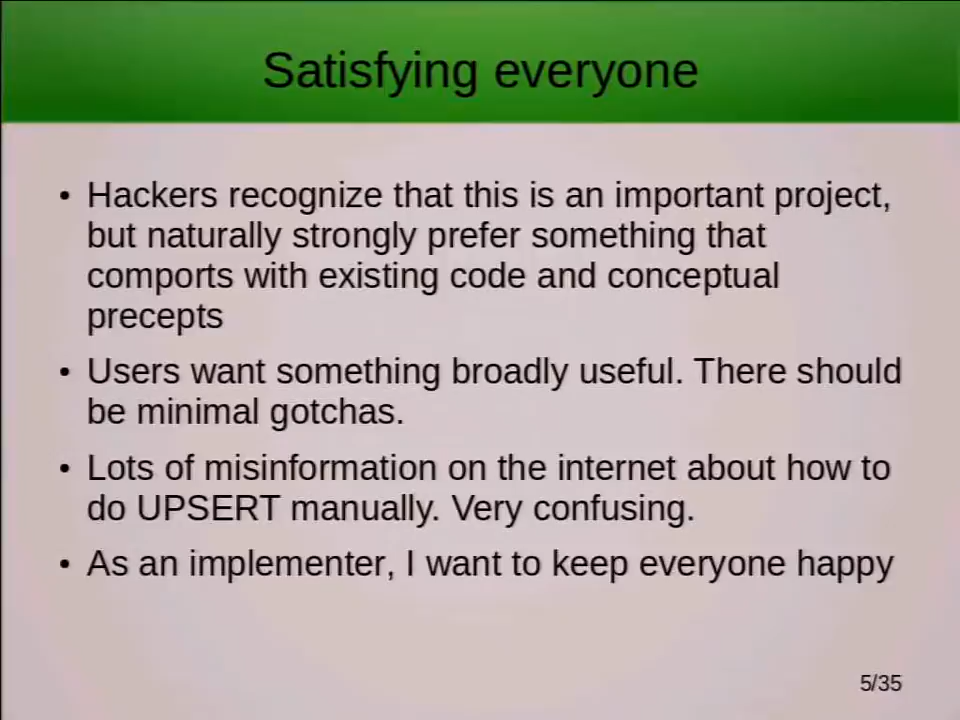 Satisfying everyone
• Hackers recognize that this is an important project,
but naturally strongly prefer something that
comports with existing code and conceptual
precepts
• Users want something broadly useful. There should
be minimal gotchas.
• Lots of misinformation on the internet about how to
do UPSERT manually. Very confusing.
• As an implementer, I want to keep everyone happy
5/35